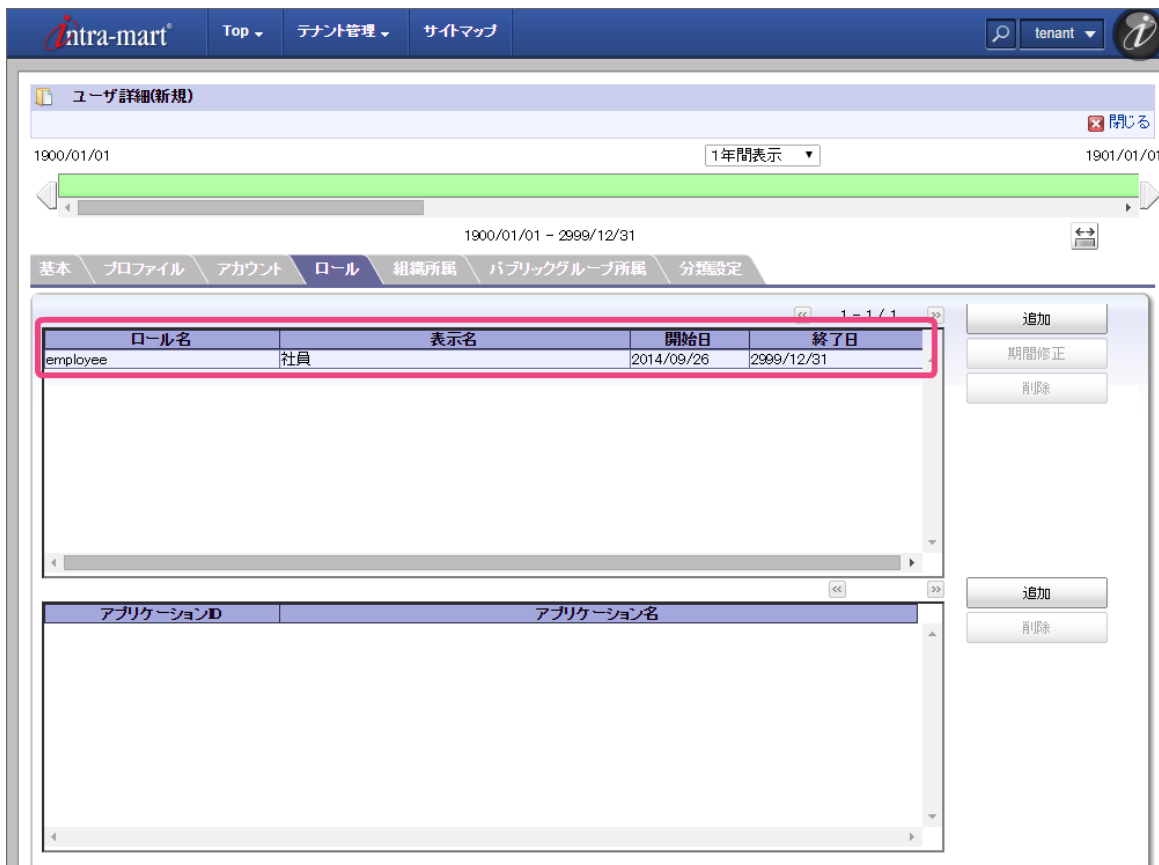 intra-mart® Top テナント管理 サイトマップ tenant
ユーザ詳細(新規)
閉じる
1900/01/01 1年間表示 1901/01/01
1900/01/01 - 2999/12/31
基本 プロファイル アカウント ロール 組織所属 パブリックグループ所属 分類設定
1 - 1 / 1 追加
ロール名 表示名 開始日 終了日
employee 社員 2014/09/26 2999/12/31
期間修正
削除
追加
アプリケーションID アプリケーション名
削除